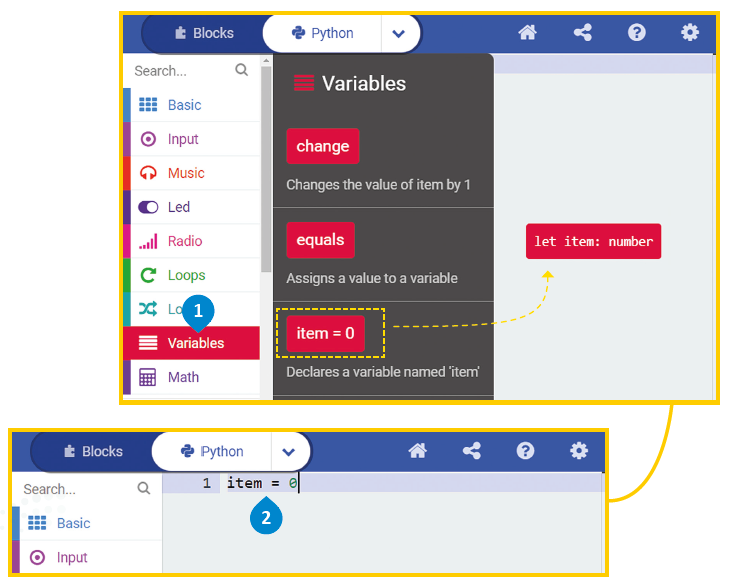 Blocks
Python
Search...
Basic
Input
Music
Led
Radio
Loops
Lo
1
Variables
Math
Variables
change
Changes the value of item by 1
equals
Assigns a value to a variable
item = 0
Declares a variable named 'item'
let item: number
Blocks
Python
Search...
Basic
Input
1 item = 0
2